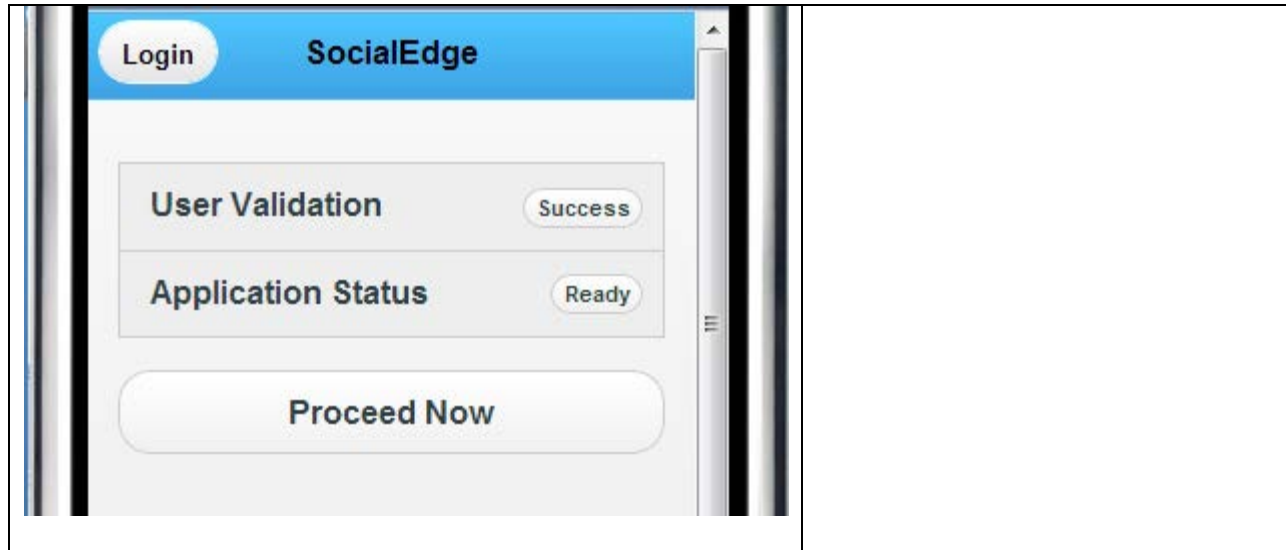 Login SocialEdge
User Validation Success
Application Status Ready
Proceed Now